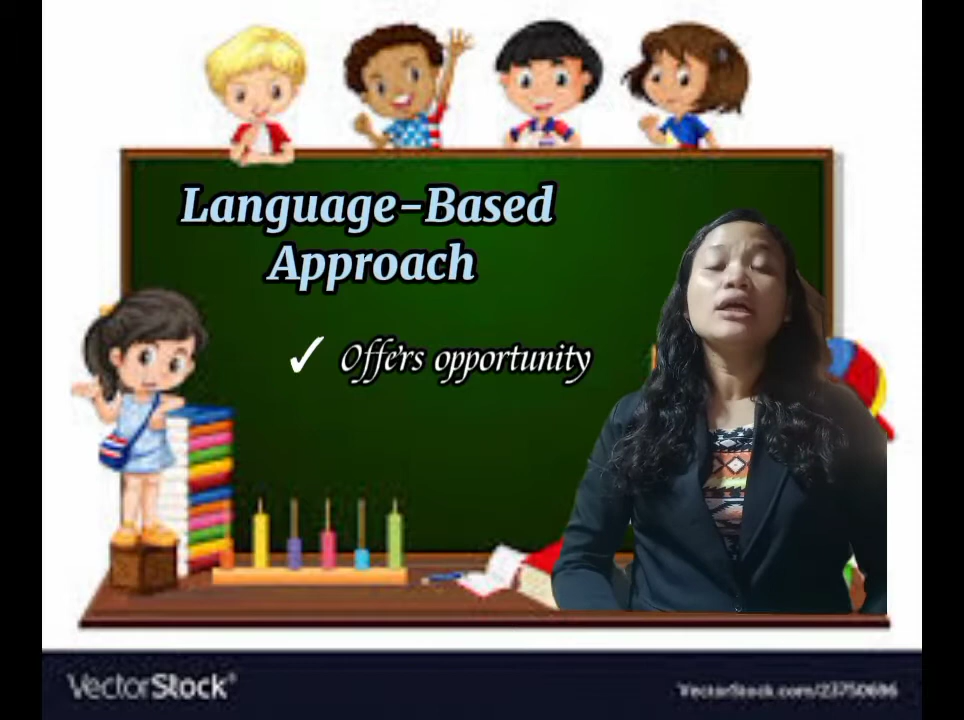 Language-Based
Approach
✓ Offers opportunity
VectorStock®
VectorStock.com/23750696